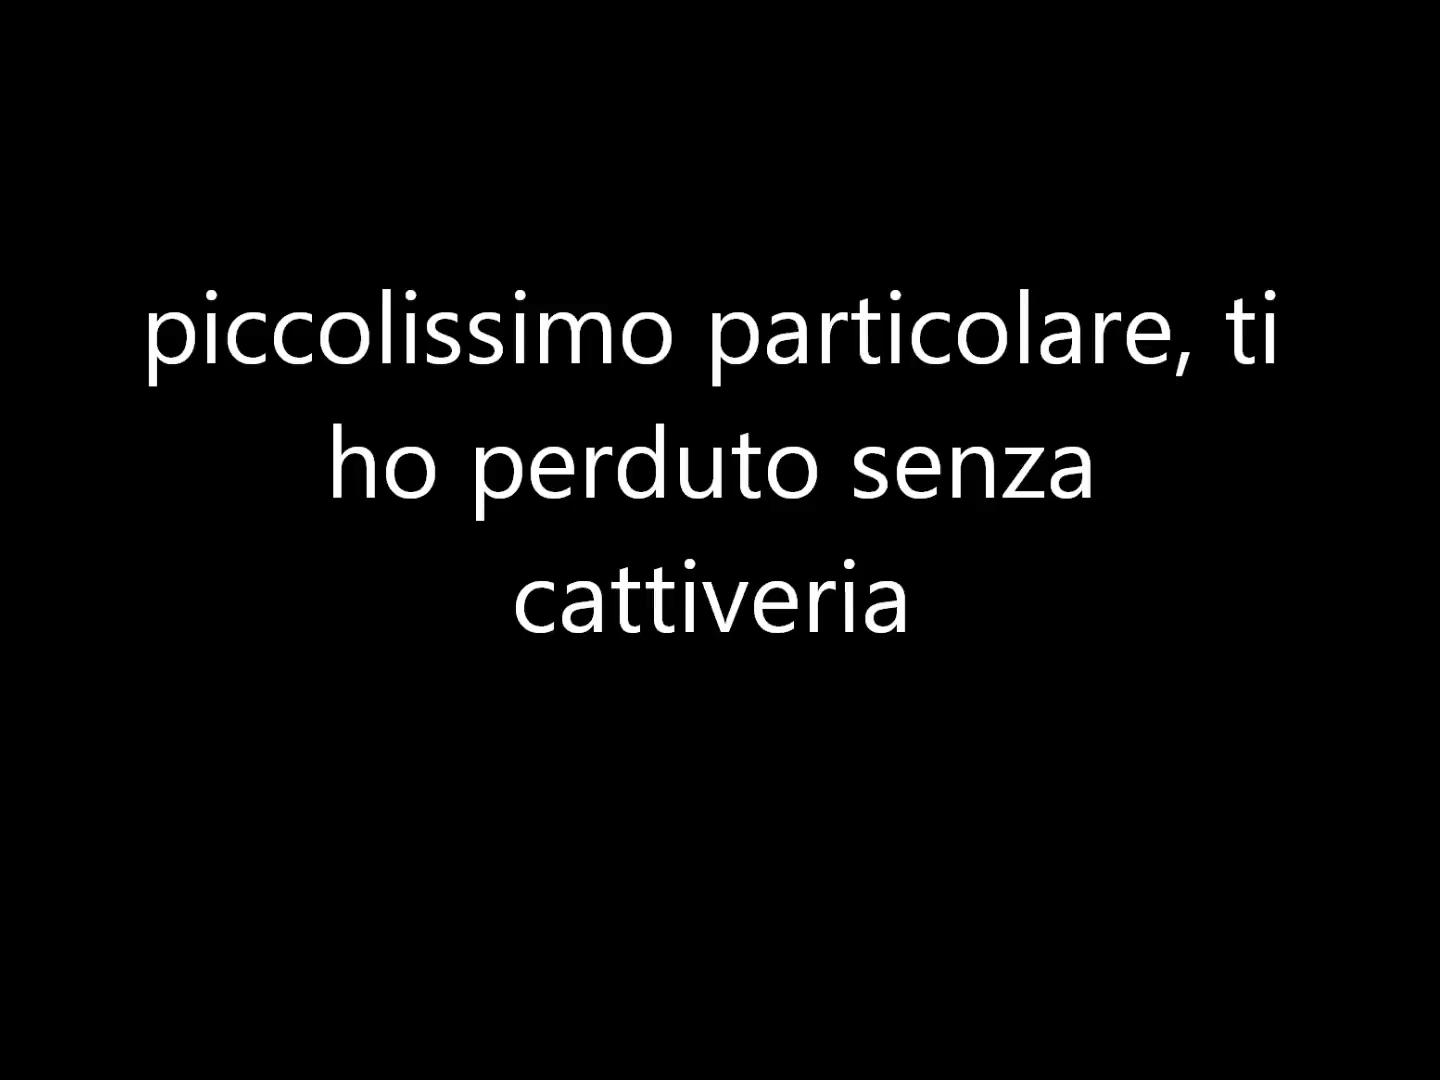 piccolissimo particolare, ti
ho perduto senza
cattiveria